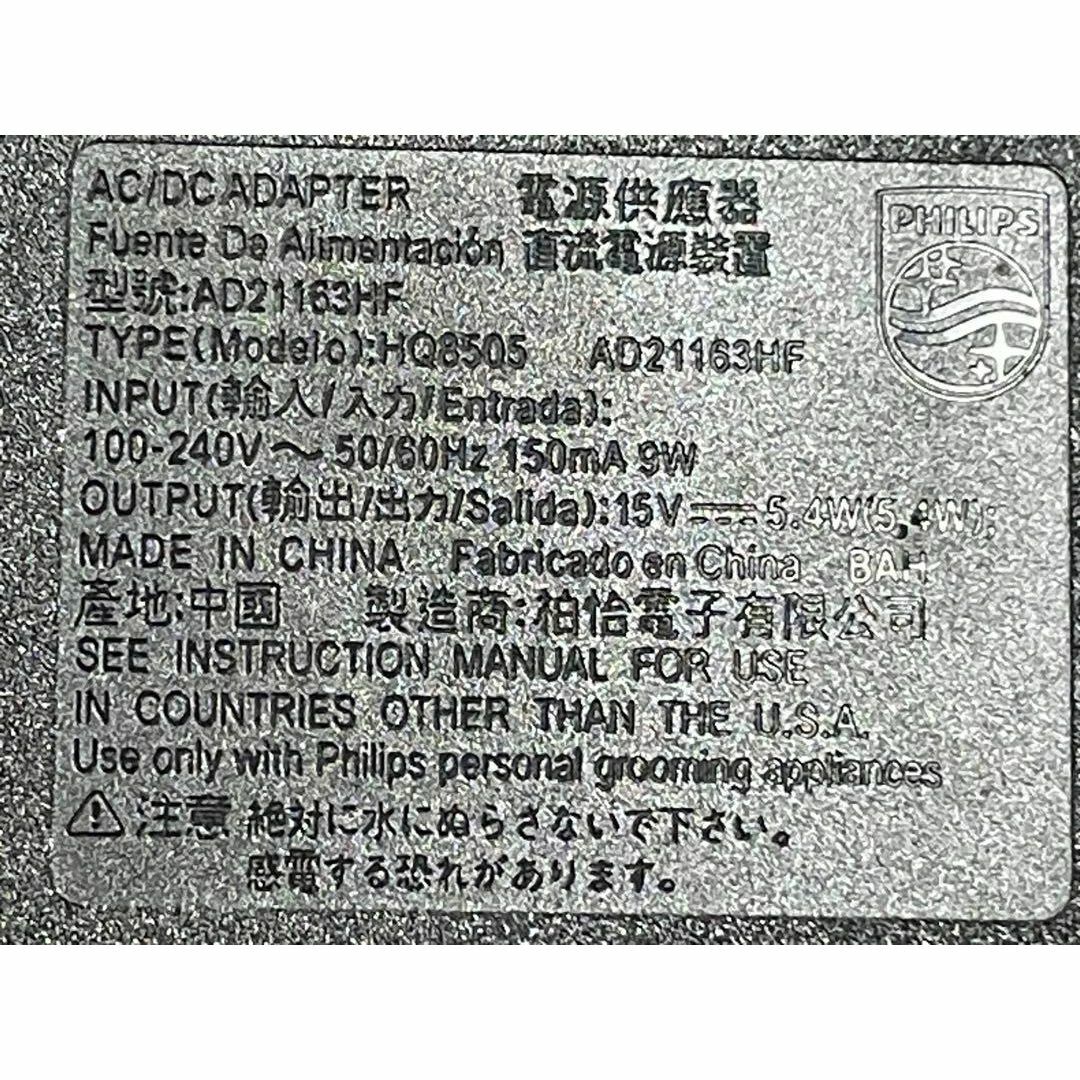 AC/DC ADAPTER 電源供應器
Fuente De Alimentación 直流電源装置
PHILIPS
型號:AD21163HF
TYPE(Modelo):HQ8505 AD21163HF
INPUT(輸入/入力/Entrada):
100-240V～ 50/60Hz 150mA 9W
OUTPUT(輸出/出力/Salida):15V⎓5.4W(5,4W);
MADE IN CHINA Fabricado en China BAH
產地:中國 製造商:柏怡電子有限公司
SEE INSTRUCTION MANUAL FOR USE
IN COUNTRIES OTHER THAN THE U.S.A.
Use only with Philips personal grooming appliances
⚠注意 絶対に水にぬらさないで下さい。
感電する恐れがあります。